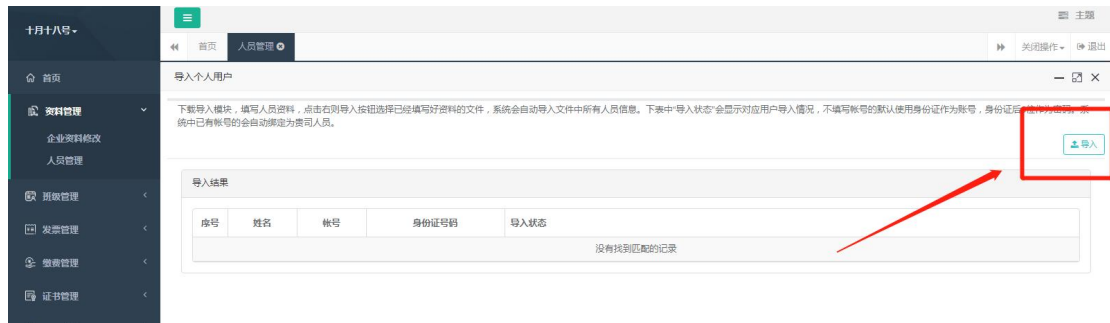 十月十八号
主题
首页
人员管理
关闭操作
退出
首页
资料管理
企业资料修改
人员管理
班级管理
发票管理
缴费管理
证书管理
导入个人用户
下载导入模块，填写人员资料，点击右则导入按钮选择已经填写好资料的文件，系统会自动导入文件中所有人员信息。下表中"导入状态"会显示对应用户导入情况，不填写帐号的默认使用身份证作为账号，身份证后 位作为密码。系
统中已有帐号的会自动绑定为贵司人员。
导入
导入结果
序号 姓名 帐号 身份证号码 导入状态
没有找到匹配的记录